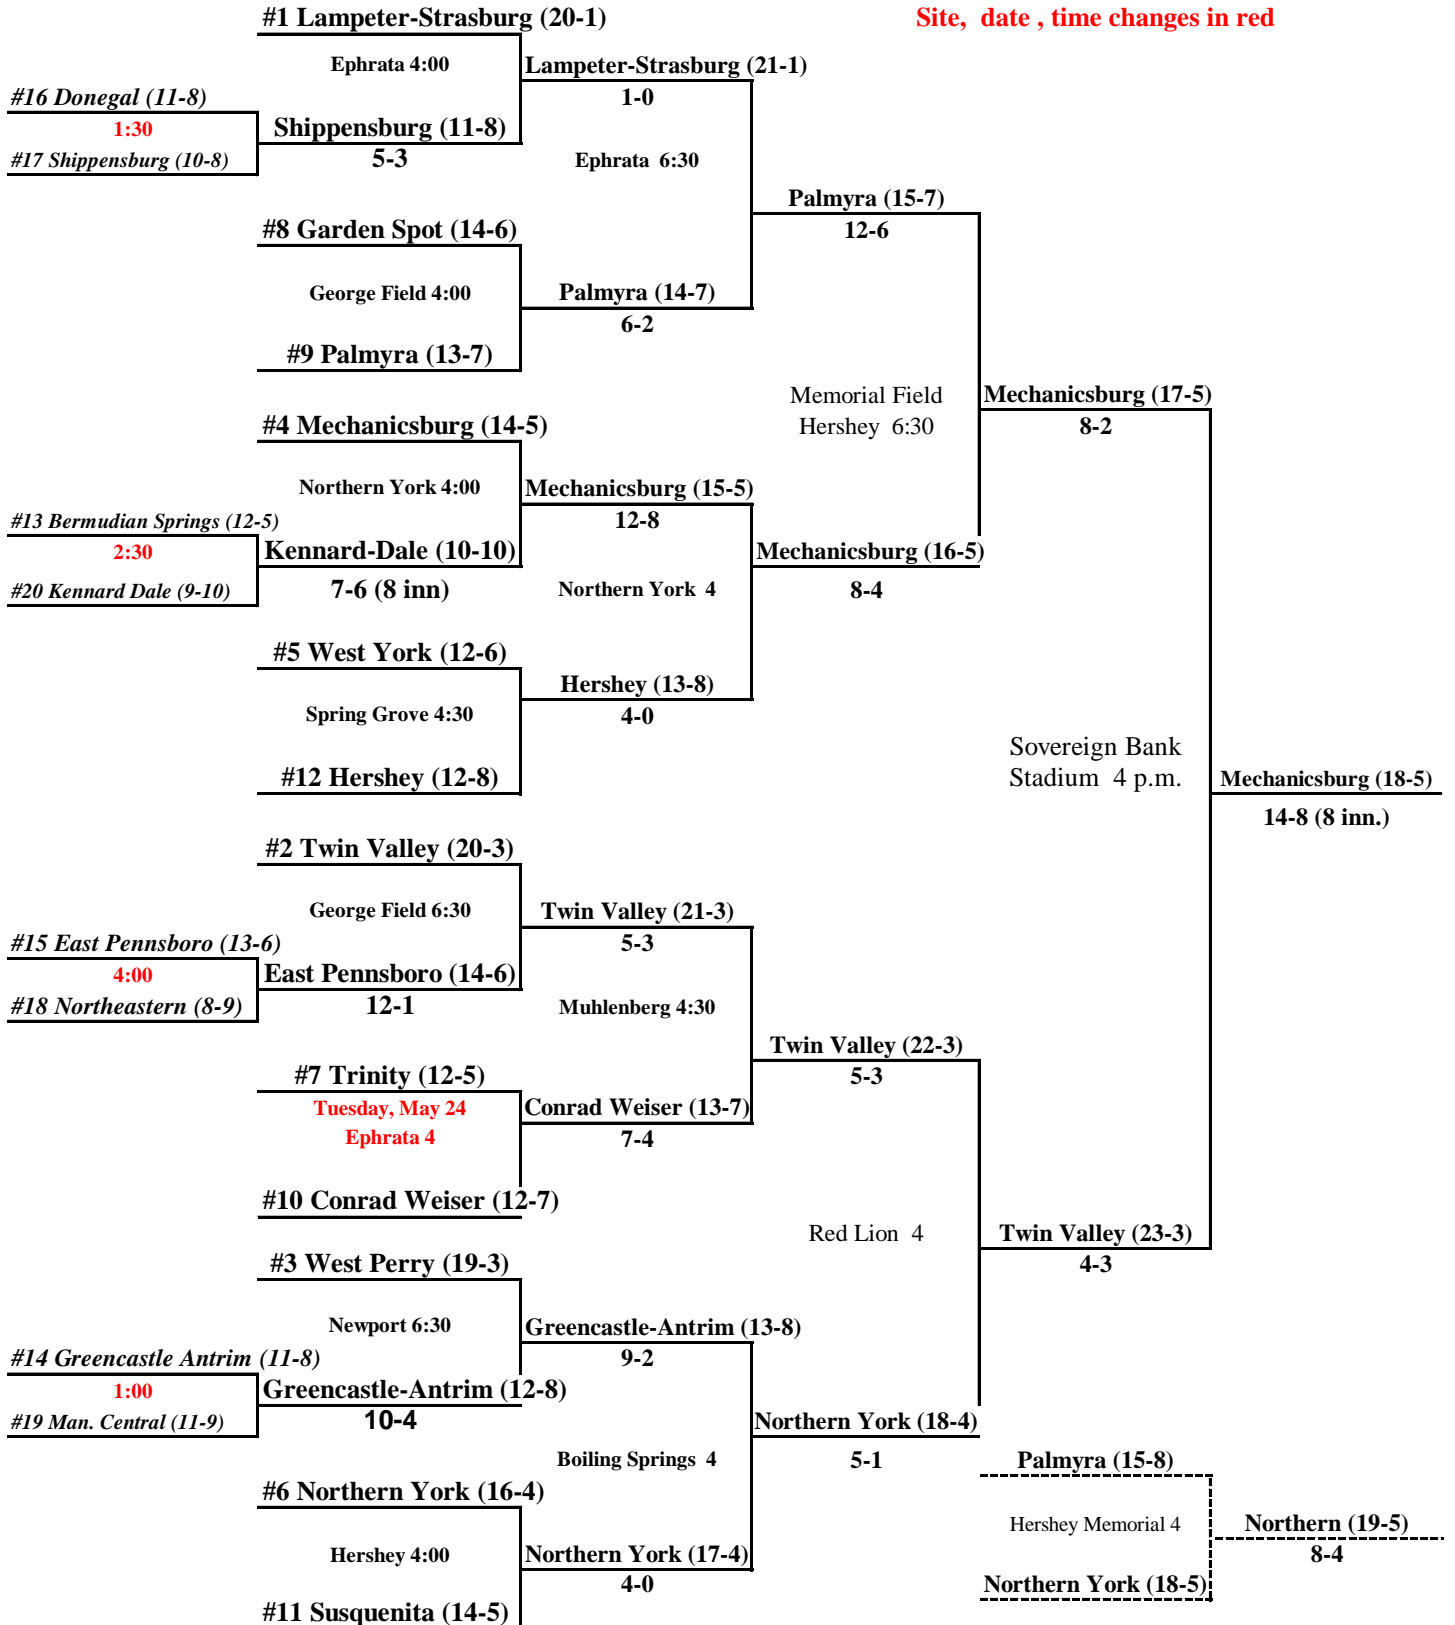 #1 Lampeter-Strasburg (20-1)
Site,  date , time changes in red
Ephrata 4:00
Lampeter-Strasburg (21-1)
#16 Donegal (11-8)
1-0
1:30
Shippensburg (11-8)
#17 Shippensburg (10-8)
5-3
Ephrata  6:30
Palmyra (15-7)
12-6
#8 Garden Spot (14-6)
George Field 4:00
Palmyra (14-7)
6-2
#9 Palmyra (13-7)
Memorial Field
Hershey  6:30
Mechanicsburg (17-5)
8-2
#4 Mechanicsburg (14-5)
Northern York 4:00
Mechanicsburg (15-5)
12-8
#13 Bermudian Springs (12-5)
2:30
Kennard-Dale (10-10)
Mechanicsburg (16-5)
#20 Kennard Dale (9-10)
7-6 (8 inn)
Northern York  4
8-4
#5 West York (12-6)
Hershey (13-8)
Spring Grove 4:30
4-0
#12 Hershey (12-8)
Sovereign Bank
Stadium  4 p.m.
Mechanicsburg (18-5)
14-8 (8 inn.)
#2 Twin Valley (20-3)
George Field 6:30
Twin Valley (21-3)
#15 East Pennsboro (13-6)
5-3
4:00
East Pennsboro (14-6)
#18 Northeastern (8-9)
12-1
Muhlenberg 4:30
Twin Valley (22-3)
5-3
#7 Trinity (12-5)
Tuesday, May 24
Ephrata 4
Conrad Weiser (13-7)
7-4
#10 Conrad Weiser (12-7)
Red Lion  4
Twin Valley (23-3)
4-3
#3 West Perry (19-3)
Newport 6:30
Greencastle-Antrim (13-8)
#14 Greencastle Antrim (11-8)
9-2
1:00
Greencastle-Antrim (12-8)
#19 Man. Central (11-9)
10-4
Northern York (18-4)
Boiling Springs  4
5-1
Palmyra (15-8)
#6 Northern York (16-4)
Hershey Memorial 4
Northern (19-5)
Hershey 4:00
Northern York (17-4)
8-4
4-0
Northern York (18-5)
#11 Susquenita (14-5)